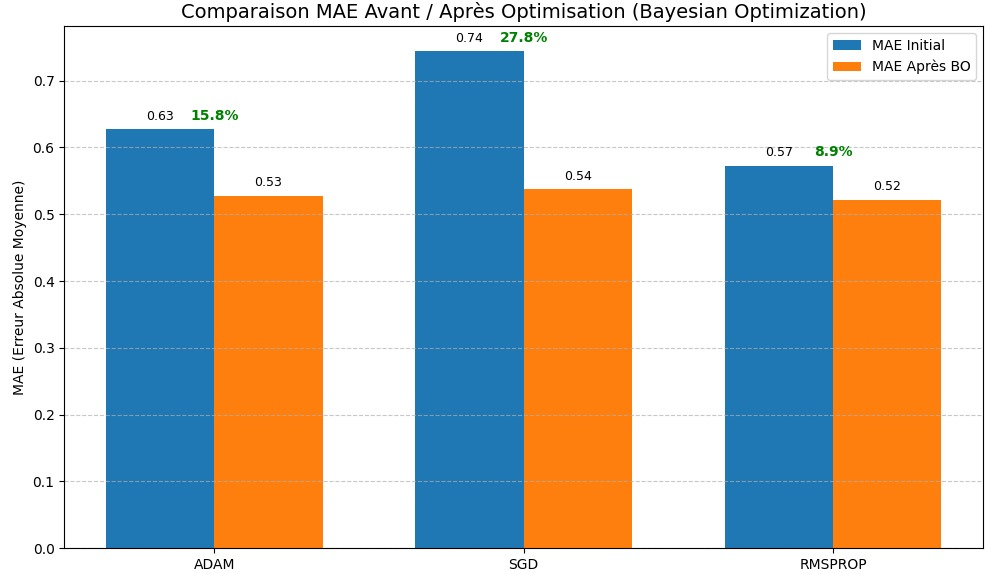 Comparaison MAE Avant / Après Optimisation (Bayesian Optimization)
MAE Initial
MAE Après BO
MAE (Erreur Absolue Moyenne)
0.7
0.6
0.5
0.4
0.3
0.2
0.1
0.0
0.63 15.8%
0.53
0.74 27.8%
0.54
0.57 8.9%
0.52
ADAM
SGD
RMSPROP